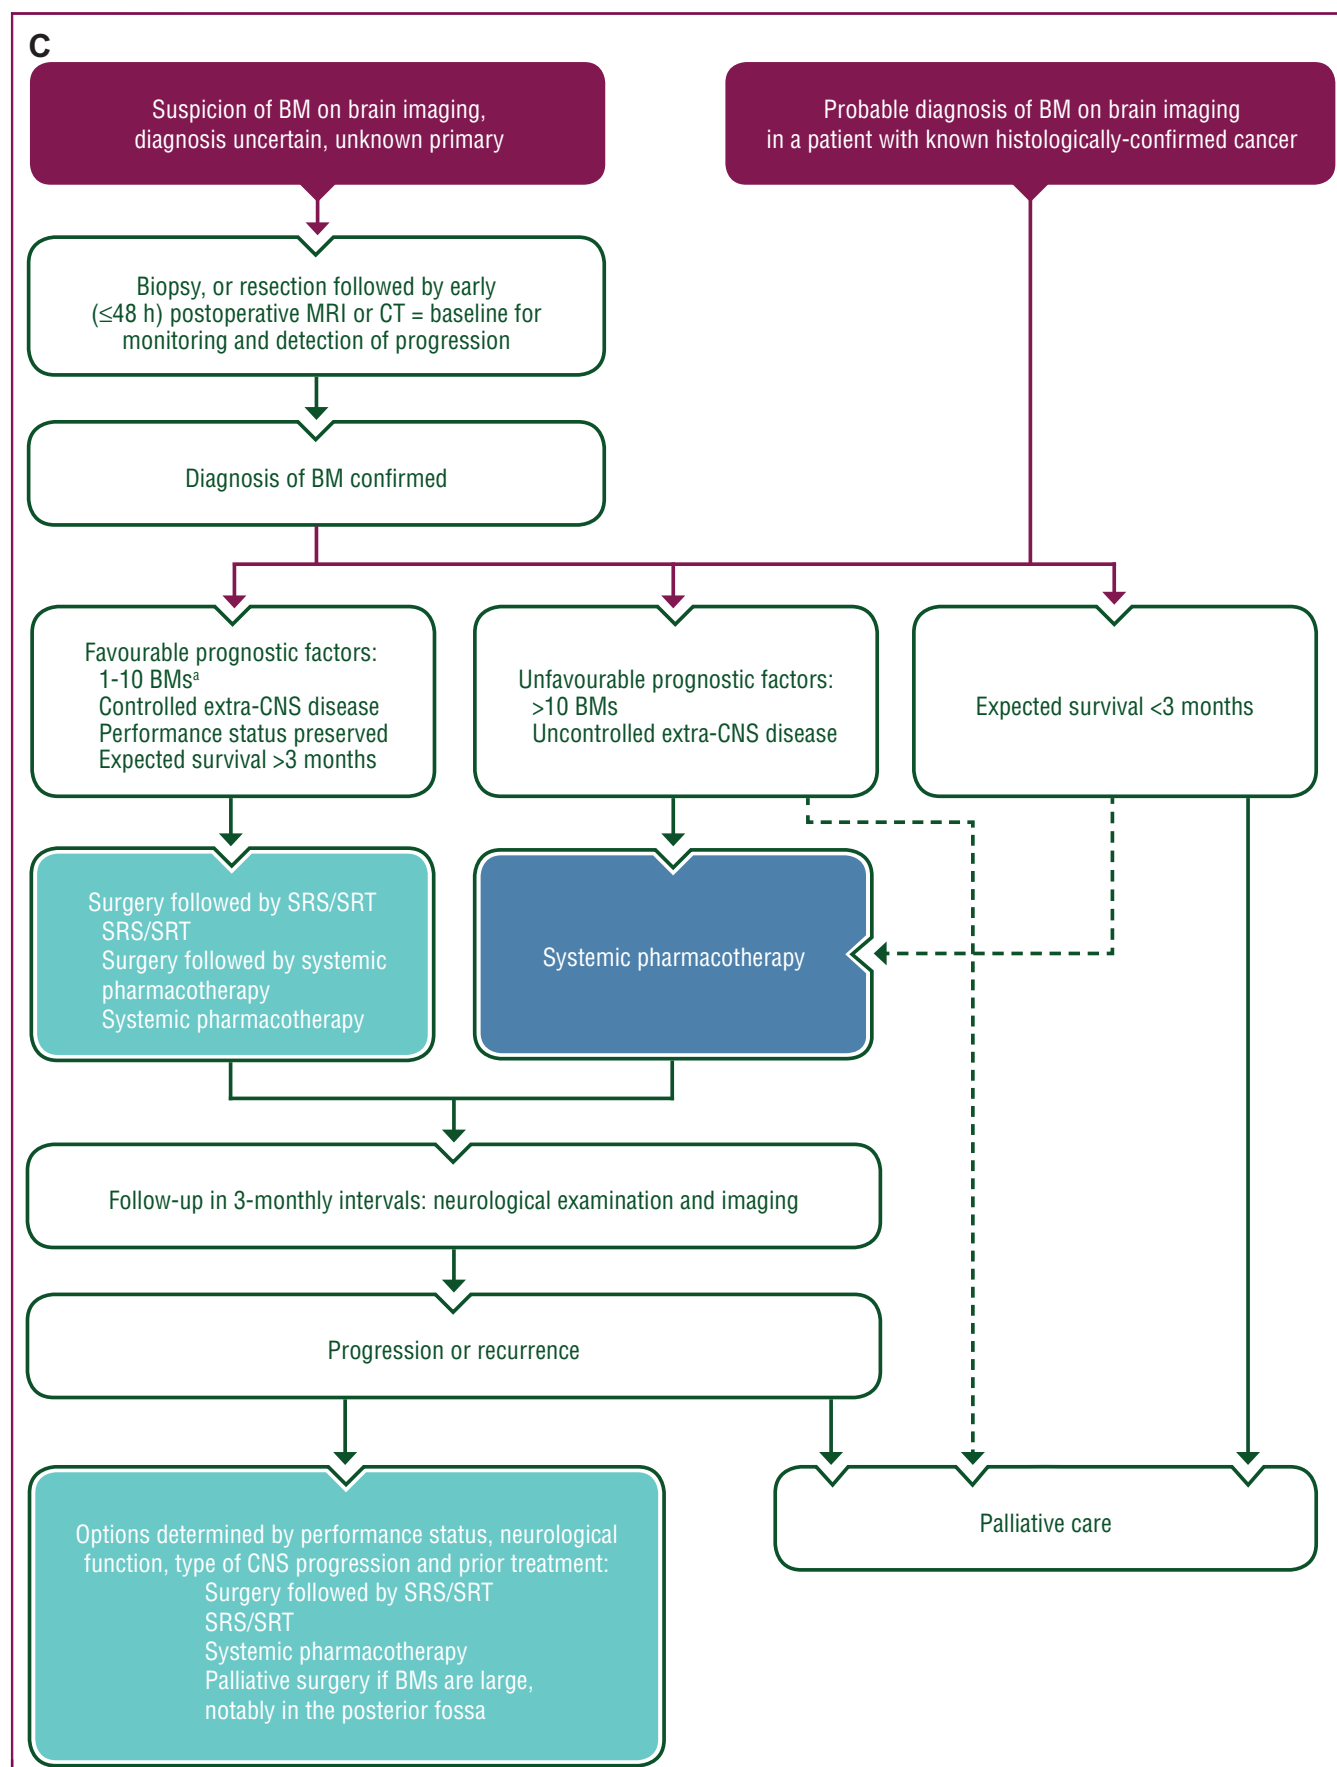 C
Suspicion of BM on brain imaging,
diagnosis uncertain, unknown primary
Probable diagnosis of BM on brain imaging
in a patient with known histologically-confirmed cancer
Biopsy, or resection followed by early
(≤48 h) postoperative MRI or CT = baseline for
monitoring and detection of progression
Diagnosis of BM confirmed
Favourable prognostic factors:
1-10 BMsᵃ
Controlled extra-CNS disease
Performance status preserved
Expected survival >3 months
Unfavourable prognostic factors:
>10 BMs
Uncontrolled extra-CNS disease
Expected survival <3 months
Surgery followed by SRS/SRT
SRS/SRT
Surgery followed by systemic
pharmacotherapy
Systemic pharmacotherapy
Systemic pharmacotherapy
Follow-up in 3-monthly intervals: neurological examination and imaging
Progression or recurrence
Options determined by performance status, neurological
function, type of CNS progression and prior treatment:
Surgery followed by SRS/SRT
SRS/SRT
Systemic pharmacotherapy
Palliative surgery if BMs are large,
notably in the posterior fossa
Palliative care